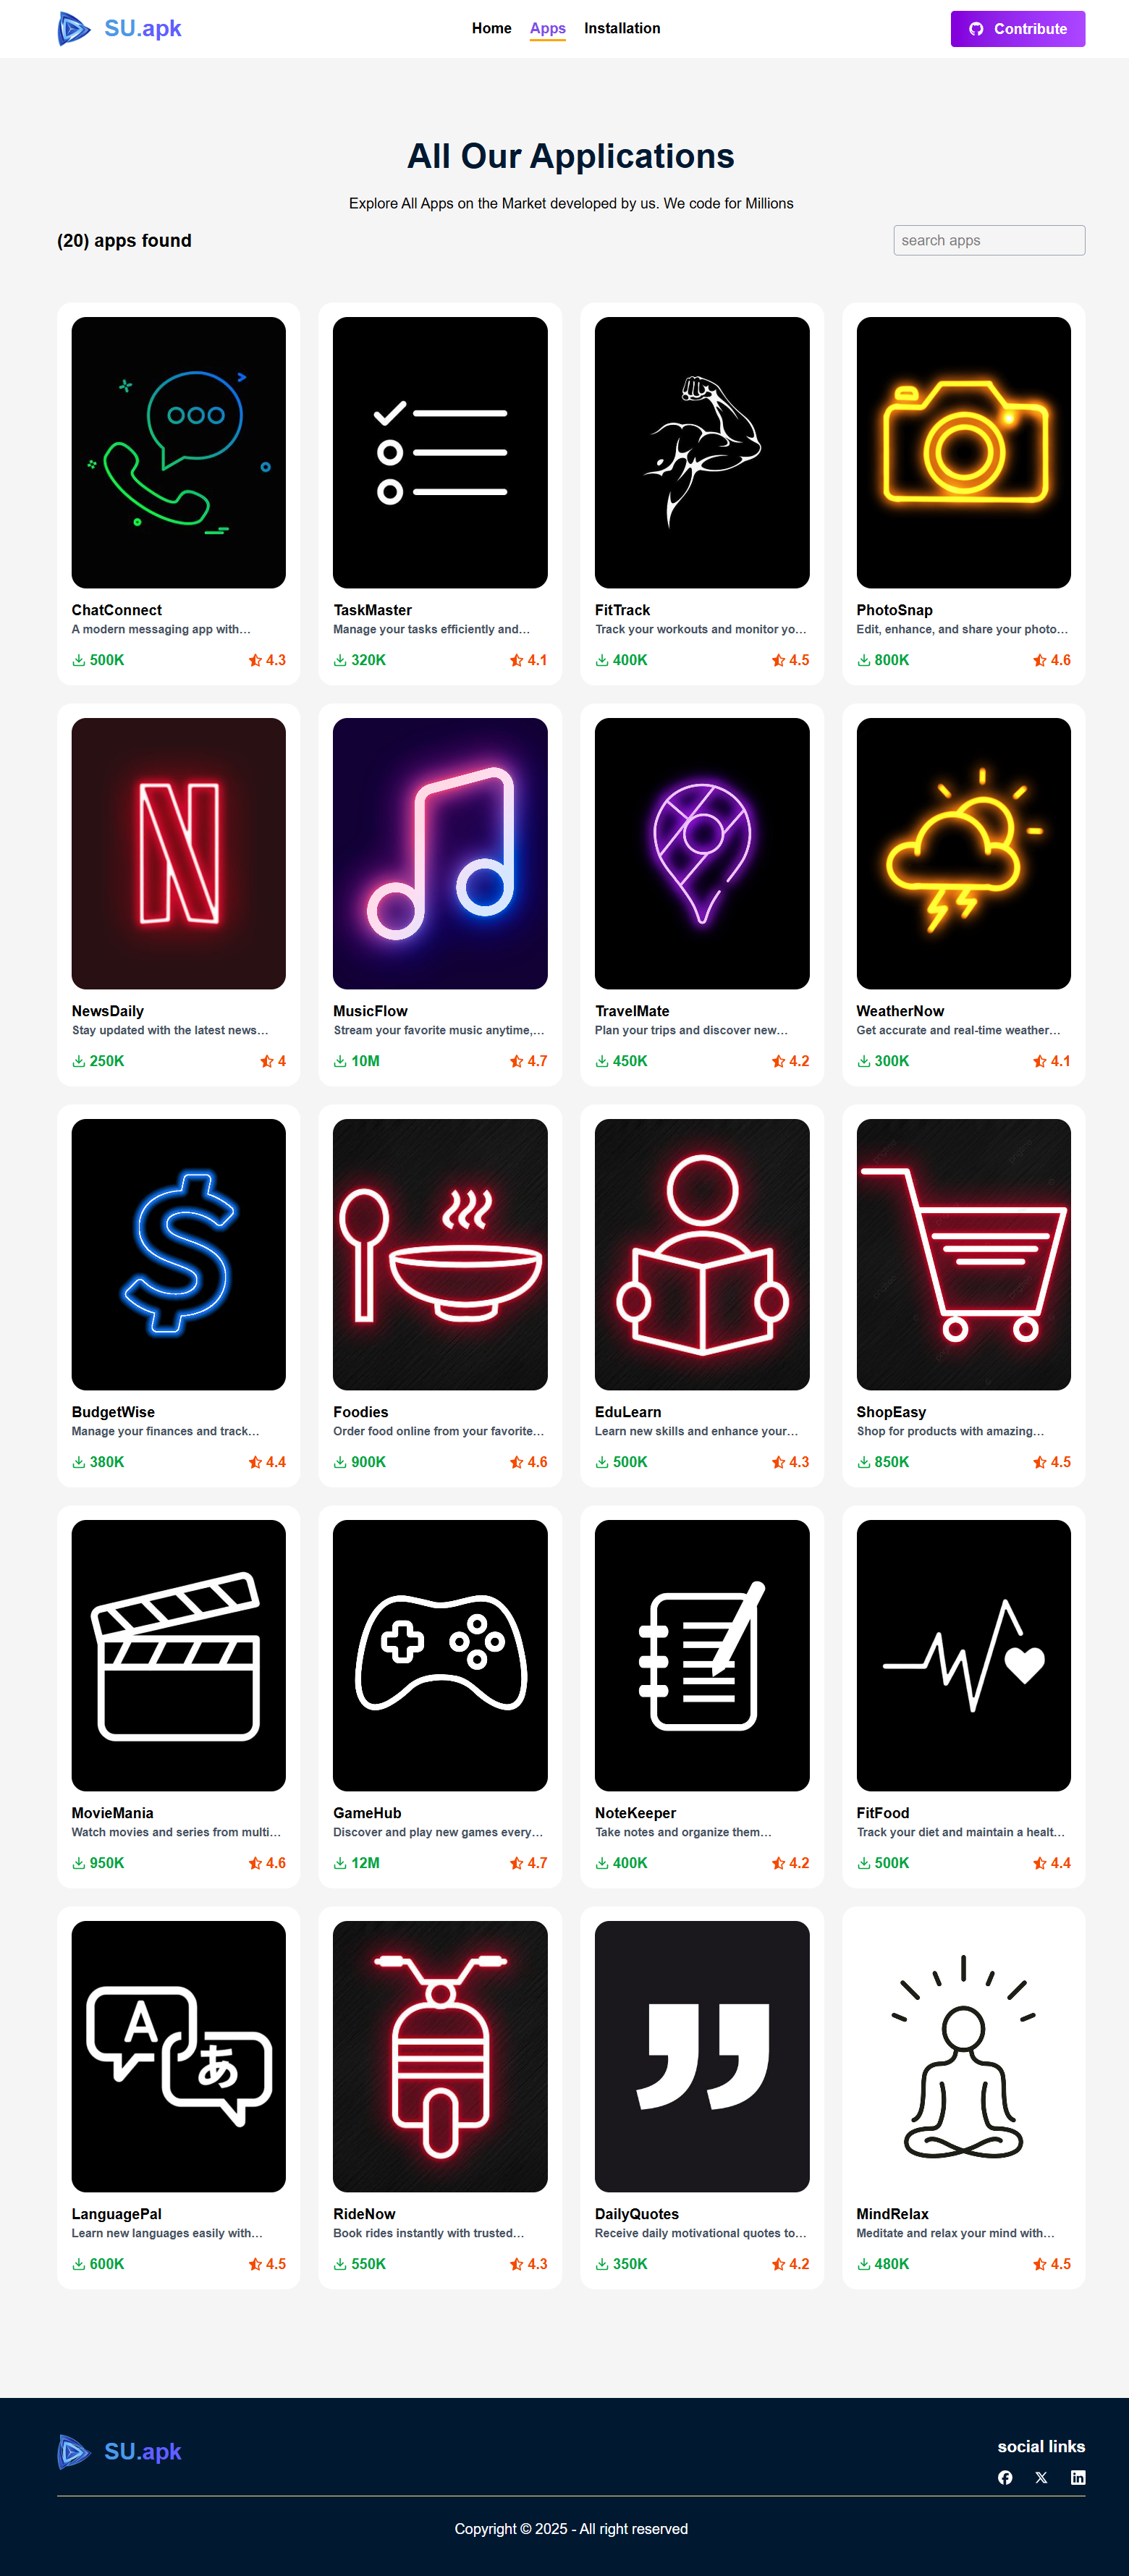 SU.apk
Home Apps Installation
Contribute
All Our Applications
Explore All Apps on the Market developed by us. We code for Millions
(20) apps found
search apps
ChatConnect
A modern messaging app with...
500K 4.3
TaskMaster
Manage your tasks efficiently and...
320K 4.1
FitTrack
Track your workouts and monitor yo...
400K 4.5
PhotoSnap
Edit, enhance, and share your photo...
800K 4.6
NewsDaily
Stay updated with the latest news...
250K 4
MusicFlow
Stream your favorite music anytime,...
10M 4.7
TravelMate
Plan your trips and discover new...
450K 4.2
WeatherNow
Get accurate and real-time weather...
300K 4.1
BudgetWise
Manage your finances and track...
380K 4.4
Foodies
Order food online from your favorite...
900K 4.6
EduLearn
Learn new skills and enhance your...
500K 4.3
ShopEasy
Shop for products with amazing...
850K 4.5
MovieMania
Watch movies and series from multi...
950K 4.6
GameHub
Discover and play new games every...
12M 4.7
NoteKeeper
Take notes and organize them...
400K 4.2
FitFood
Track your diet and maintain a healt...
500K 4.4
A
あ
LanguagePal
Learn new languages easily with...
600K 4.5
RideNow
Book rides instantly with trusted...
550K 4.3
DailyQuotes
Receive daily motivational quotes to...
350K 4.2
MindRelax
Meditate and relax your mind with...
480K 4.5
SU.apk
social links
Copyright © 2025 - All right reserved